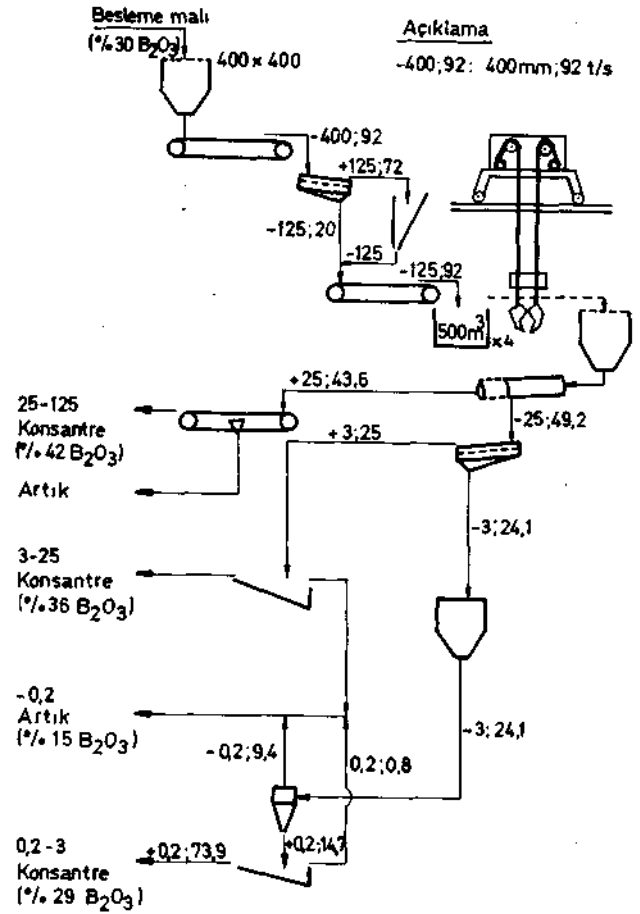 Besleme malı
(%30 B2O3)
400 x 400
Açıklama
-400;92: 400mm;92 t/s
-400;92
+125;72
-125;20
-125
-125;92
500m3 x4
+25;43,6
-25;49,2
25-125
Konsantre
(%42 B2O3)
+3;25
Artık
-3;24,1
3-25
Konsantre
(%36 B2O3)
-0,2
Artık
(%15 B2O3)
-3;24,1
-0,2;9,4
0,2;0,8
+0,2;14,7
0,2-3
Konsantre
(%29 B2O3)
+0,2;73,9